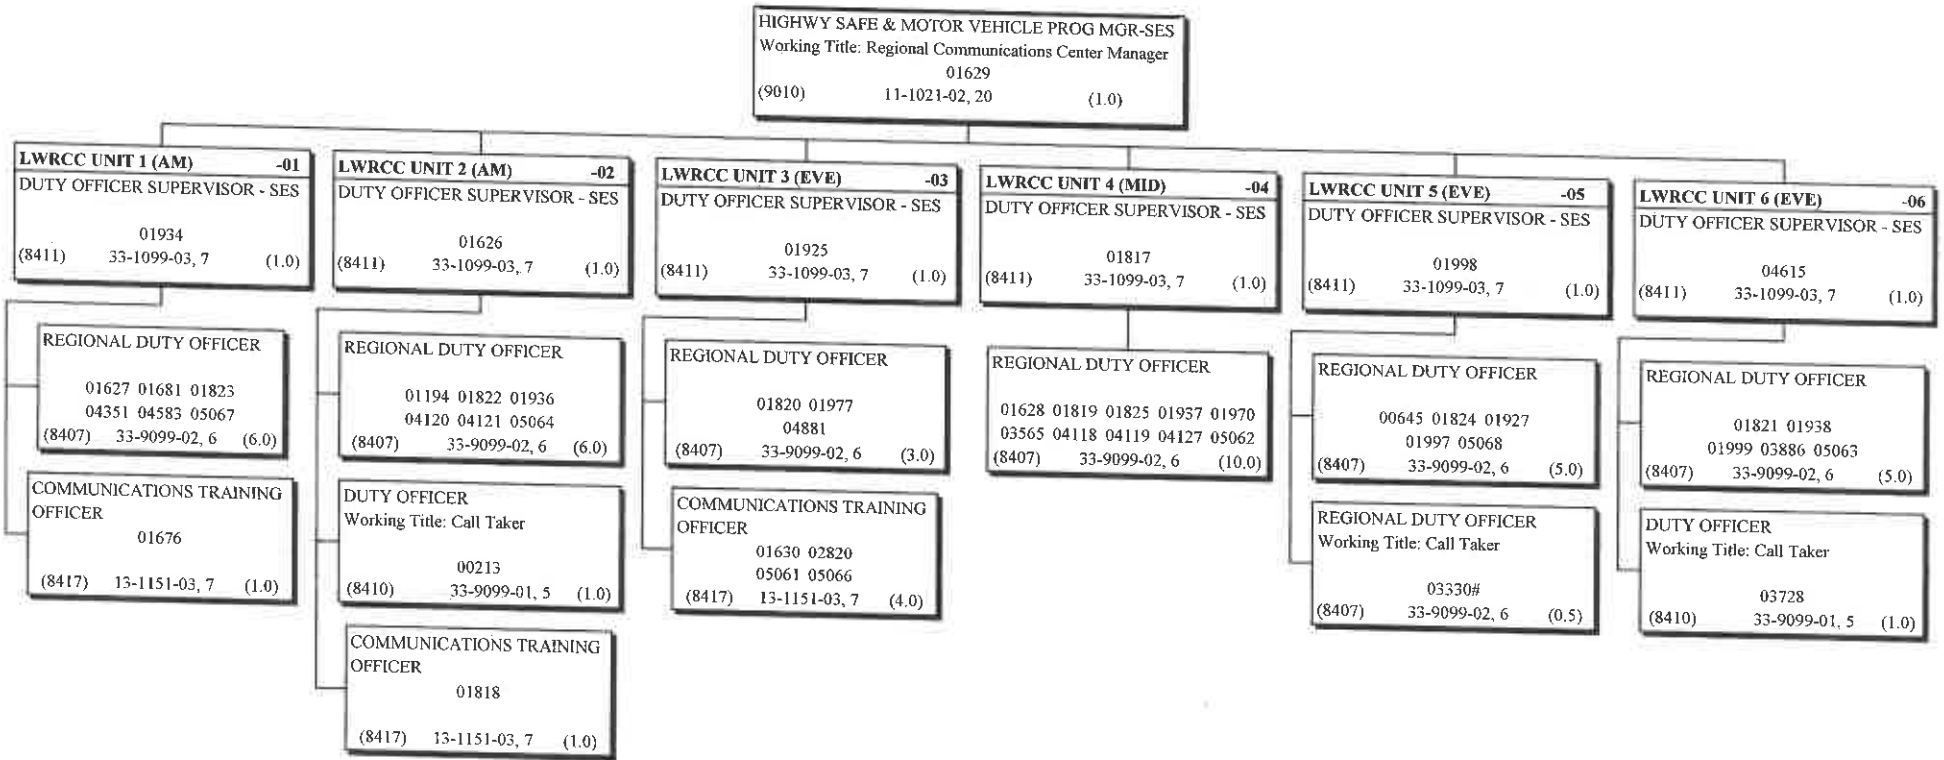 HIGHWY SAFE & MOTOR VEHICLE PROG MGR-SES
Working Title: Regional Communications Center Manager
01629
(9010) 11-1021-02, 20 (1.0)
LWRCC UNIT 1 (AM) -01
DUTY OFFICER SUPERVISOR - SES
01934
(8411) 33-1099-03, 7 (1.0)
REGIONAL DUTY OFFICER
01627 01681 01823
04351 04583 05067
(8407) 33-9099-02, 6 (6.0)
COMMUNICATIONS TRAINING
OFFICER
01676
(8417) 13-1151-03, 7 (1.0)
LWRCC UNIT 2 (AM) -02
DUTY OFFICER SUPERVISOR - SES
01626
(8411) 33-1099-03, 7 (1.0)
REGIONAL DUTY OFFICER
01194 01822 01936
04120 04121 05064
(8407) 33-9099-02, 6 (6.0)
DUTY OFFICER
Working Title: Call Taker
00213
(8410) 33-9099-01, 5 (1.0)
COMMUNICATIONS TRAINING
OFFICER
01818
(8417) 13-1151-03, 7 (1.0)
LWRCC UNIT 3 (EVE) -03
DUTY OFFICER SUPERVISOR - SES
01925
(8411) 33-1099-03, 7 (1.0)
REGIONAL DUTY OFFICER
01820 01977
04881
(8407) 33-9099-02, 6 (3.0)
COMMUNICATIONS TRAINING
OFFICER
01630 02820
05061 05066
(8417) 13-1151-03, 7 (4.0)
LWRCC UNIT 4 (MID) -04
DUTY OFFICER SUPERVISOR - SES
01817
(8411) 33-1099-03, 7 (1.0)
REGIONAL DUTY OFFICER
01628 01819 01825 01937 01970
03565 04118 04119 04127 05062
(8407) 33-9099-02, 6 (10.0)
LWRCC UNIT 5 (EVE) -05
DUTY OFFICER SUPERVISOR - SES
01998
(8411) 33-1099-03, 7 (1.0)
REGIONAL DUTY OFFICER
00645 01824 01927
01997 05068
(8407) 33-9099-02, 6 (5.0)
REGIONAL DUTY OFFICER
Working Title: Call Taker
03330#
(8407) 33-9099-02, 6 (0.5)
LWRCC UNIT 6 (EVE) -06
DUTY OFFICER SUPERVISOR - SES
04615
(8411) 33-1099-03, 7 (1.0)
REGIONAL DUTY OFFICER
01821 01938
01999 03886 05063
(8407) 33-9099-02, 6 (5.0)
DUTY OFFICER
Working Title: Call Taker
03728
(8410) 33-9099-01, 5 (1.0)